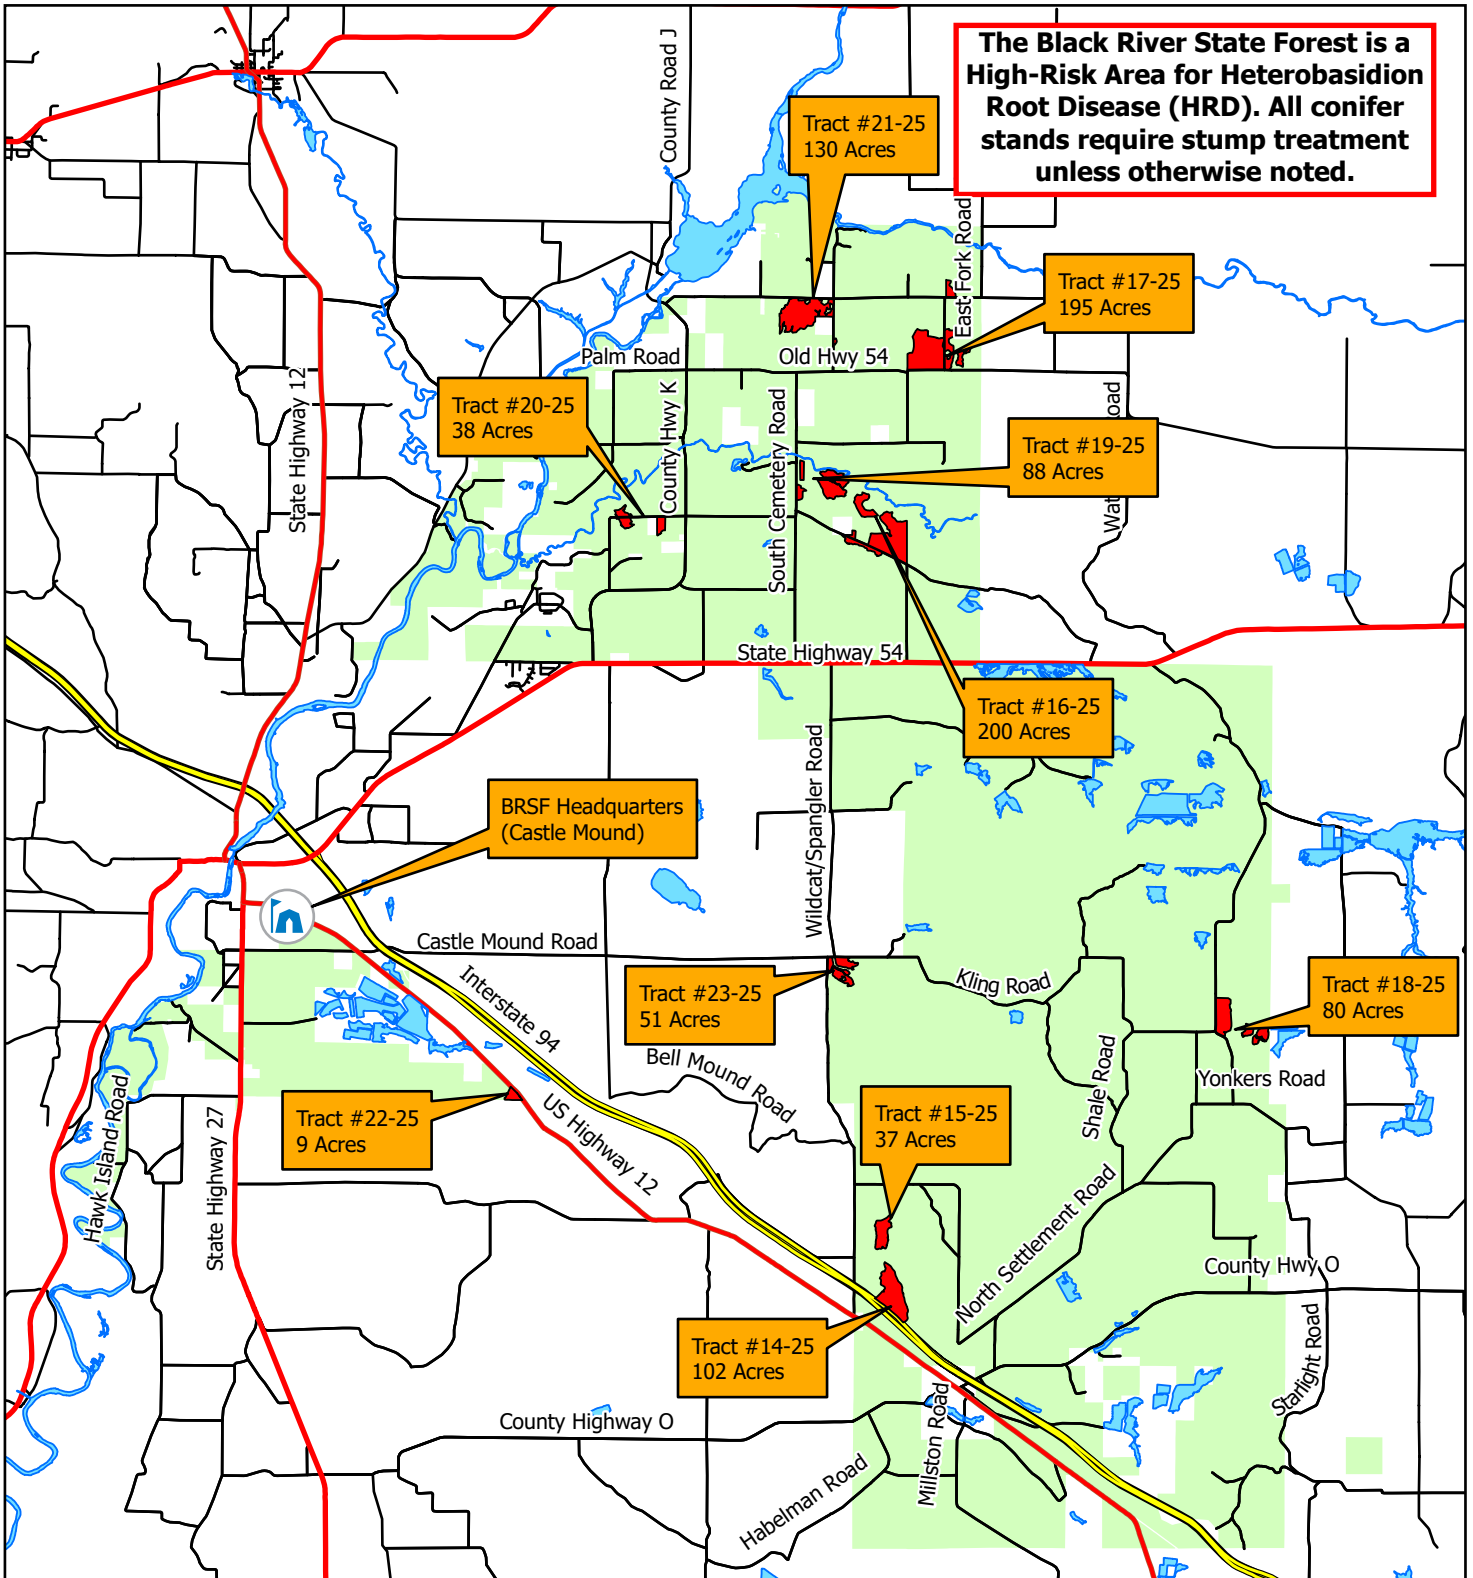 The Black River State Forest is a
High-Risk Area for Heterobasidion
Root Disease (HRD). All conifer
stands require stump treatment
unless otherwise noted.
County Road J
Tract #21-25
130 Acres
East Fork Road
Tract #17-25
195 Acres
Palm Road
Old Hwy 54
State Highway 12
Tract #20-25
38 Acres
County Hwy K
South Cemetery Road
Tract #19-25
88 Acres
Road
State Highway 54
Tract #16-25
200 Acres
Wildcat/Spangler Road
BRSF Headquarters
(Castle Mound)
Castle Mound Road
Interstate 94
Tract #23-25
51 Acres
Kling Road
Tract #18-25
80 Acres
Bell Mound Road
Shale Road
Yonkers Road
Hawk Island Road
State Highway 27
Tract #22-25
9 Acres
US Highway 12
Tract #15-25
37 Acres
North Settlement Road
County Hwy O
Tract #14-25
102 Acres
Starlight Road
County Highway O
Millston Road
Habelman Road